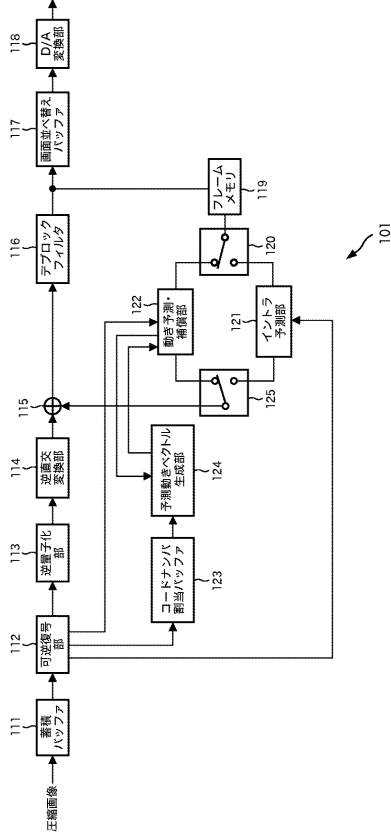 圧縮画像
111
蓄積
バッファ
112
可逆復号
部
113
逆量子化
部
114
逆直交
変換部
115
116
デブロック
フィルタ
117
画面並べ替え
バッファ
118
D/A
変換部
フレーム
メモリ
119
120
122
動き予測・
補償部
121
イントラ
予測部
125
予測動きベクトル
生成部
124
コードナンバ
割当バッファ
123
101